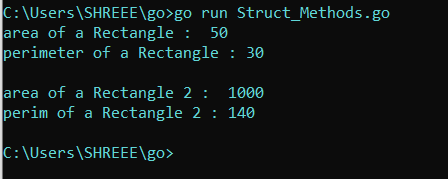 C:\Users\SHREEE\go>go run Struct_Methods.go
area of a Rectangle :  50
perimeter of a Rectangle : 30
area of a Rectangle 2 :  1000
perim of a Rectangle 2 : 140
C:\Users\SHREEE\go>